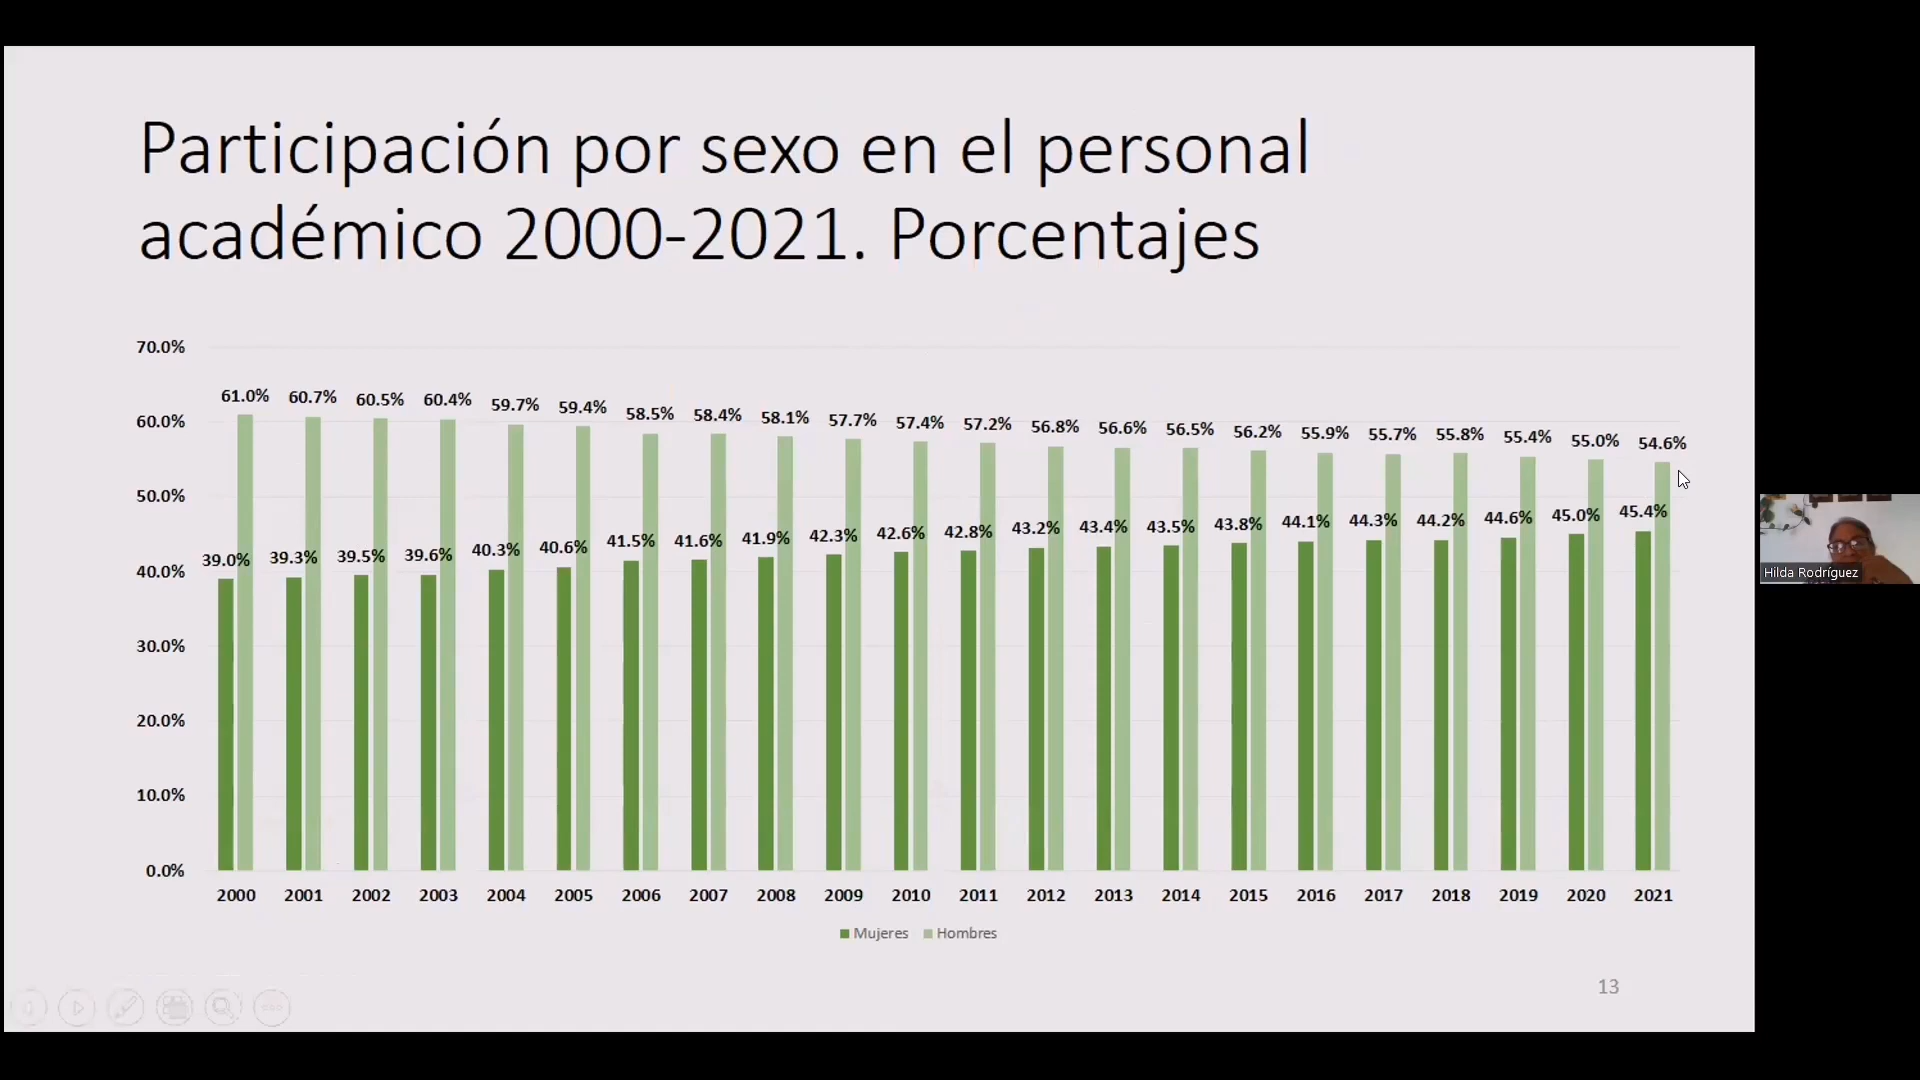 Participación por sexo en el personal
académico 2000-2021. Porcentajes
70.0%
60.0%
50.0%
40.0%
30.0%
20.0%
10.0%
0.0%
61.0% 60.7% 60.5% 60.4% 59.7% 59.4% 58.5% 58.4% 58.1% 57.7% 57.4% 57.2% 56.8% 56.6% 56.5% 56.2% 55.9% 55.7% 55.8% 55.4% 55.0% 54.6%
39.0% 39.3% 39.5% 39.6% 40.3% 40.6% 41.5% 41.6% 41.9% 42.3% 42.6% 42.8% 43.2% 43.4% 43.5% 43.8% 44.1% 44.3% 44.2% 44.6% 45.0% 45.4%
2000 2001 2002 2003 2004 2005 2006 2007 2008 2009 2010 2011 2012 2013 2014 2015 2016 2017 2018 2019 2020 2021
Mujeres Hombres
13
Hilda Rodríguez